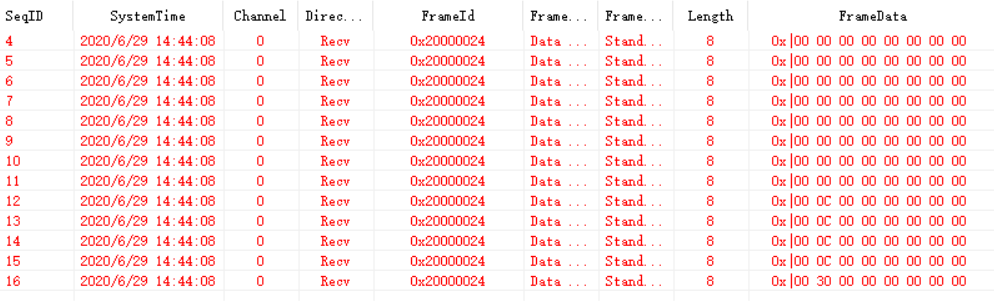 SeqID SystemTime Channel Direc... FrameId Frame... Frame... Length FrameData
4 2020/6/29 14:44:08 0 Recv 0x20000024 Data ... Stand... 8 0x|00 00 00 00 00 00 00 00
5 2020/6/29 14:44:08 0 Recv 0x20000024 Data ... Stand... 8 0x|00 00 00 00 00 00 00 00
6 2020/6/29 14:44:08 0 Recv 0x20000024 Data ... Stand... 8 0x|00 00 00 00 00 00 00 00
7 2020/6/29 14:44:08 0 Recv 0x20000024 Data ... Stand... 8 0x|00 00 00 00 00 00 00 00
8 2020/6/29 14:44:08 0 Recv 0x20000024 Data ... Stand... 8 0x|00 00 00 00 00 00 00 00
9 2020/6/29 14:44:08 0 Recv 0x20000024 Data ... Stand... 8 0x|00 00 00 00 00 00 00 00
10 2020/6/29 14:44:08 0 Recv 0x20000024 Data ... Stand... 8 0x|00 00 00 00 00 00 00 00
11 2020/6/29 14:44:08 0 Recv 0x20000024 Data ... Stand... 8 0x|00 00 00 00 00 00 00 00
12 2020/6/29 14:44:08 0 Recv 0x20000024 Data ... Stand... 8 0x|00 0C 00 00 00 00 00 00
13 2020/6/29 14:44:08 0 Recv 0x20000024 Data ... Stand... 8 0x|00 0C 00 00 00 00 00 00
14 2020/6/29 14:44:08 0 Recv 0x20000024 Data ... Stand... 8 0x|00 0C 00 00 00 00 00 00
15 2020/6/29 14:44:08 0 Recv 0x20000024 Data ... Stand... 8 0x|00 0C 00 00 00 00 00 00
16 2020/6/29 14:44:08 0 Recv 0x20000024 Data ... Stand... 8 0x|00 30 00 00 00 00 00 00